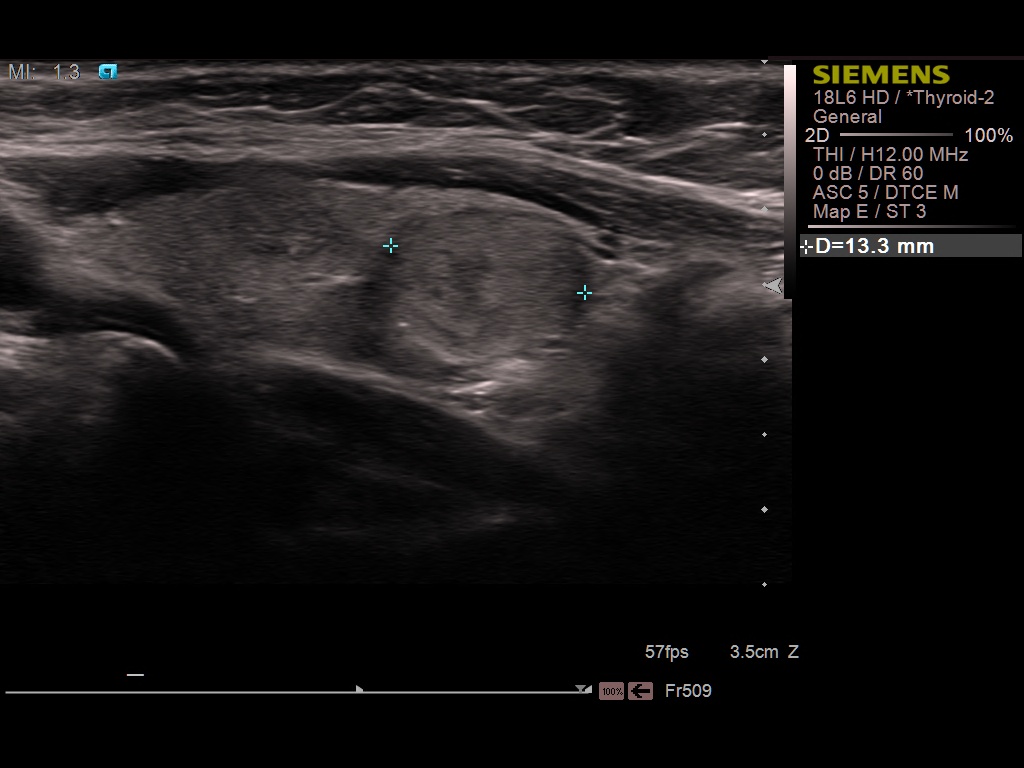 MI: 1.3
SIEMENS
18L6 HD / *Thyroid-2
General
2D 100%
THI / H12.00 MHz
0 dB / DR 60
ASC 5 / DTCE M
Map E / ST 3
D=13.3 mm
57fps 3.5cm Z
100% Fr509